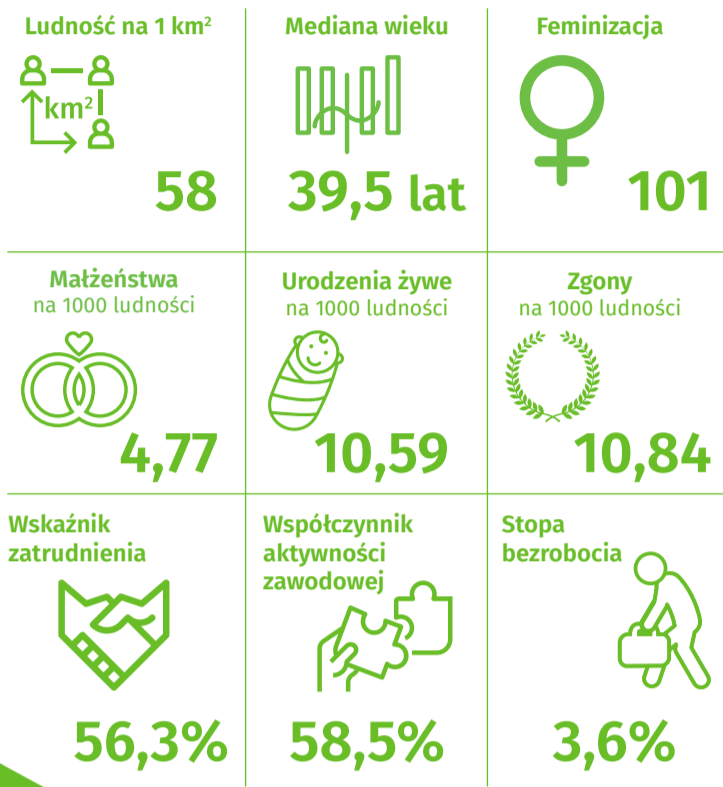 Ludność na 1 km²
km²
58
Mediana wieku
39,5 lat
Feminizacja
101
Małżeństwa
na 1000 ludności
4,77
Urodzenia żywe
na 1000 ludności
10,59
Zgony
na 1000 ludności
10,84
Wskaźnik
zatrudnienia
56,3%
Współczynnik
aktywności
zawodowej
58,5%
Stopa
bezrobocia
3,6%